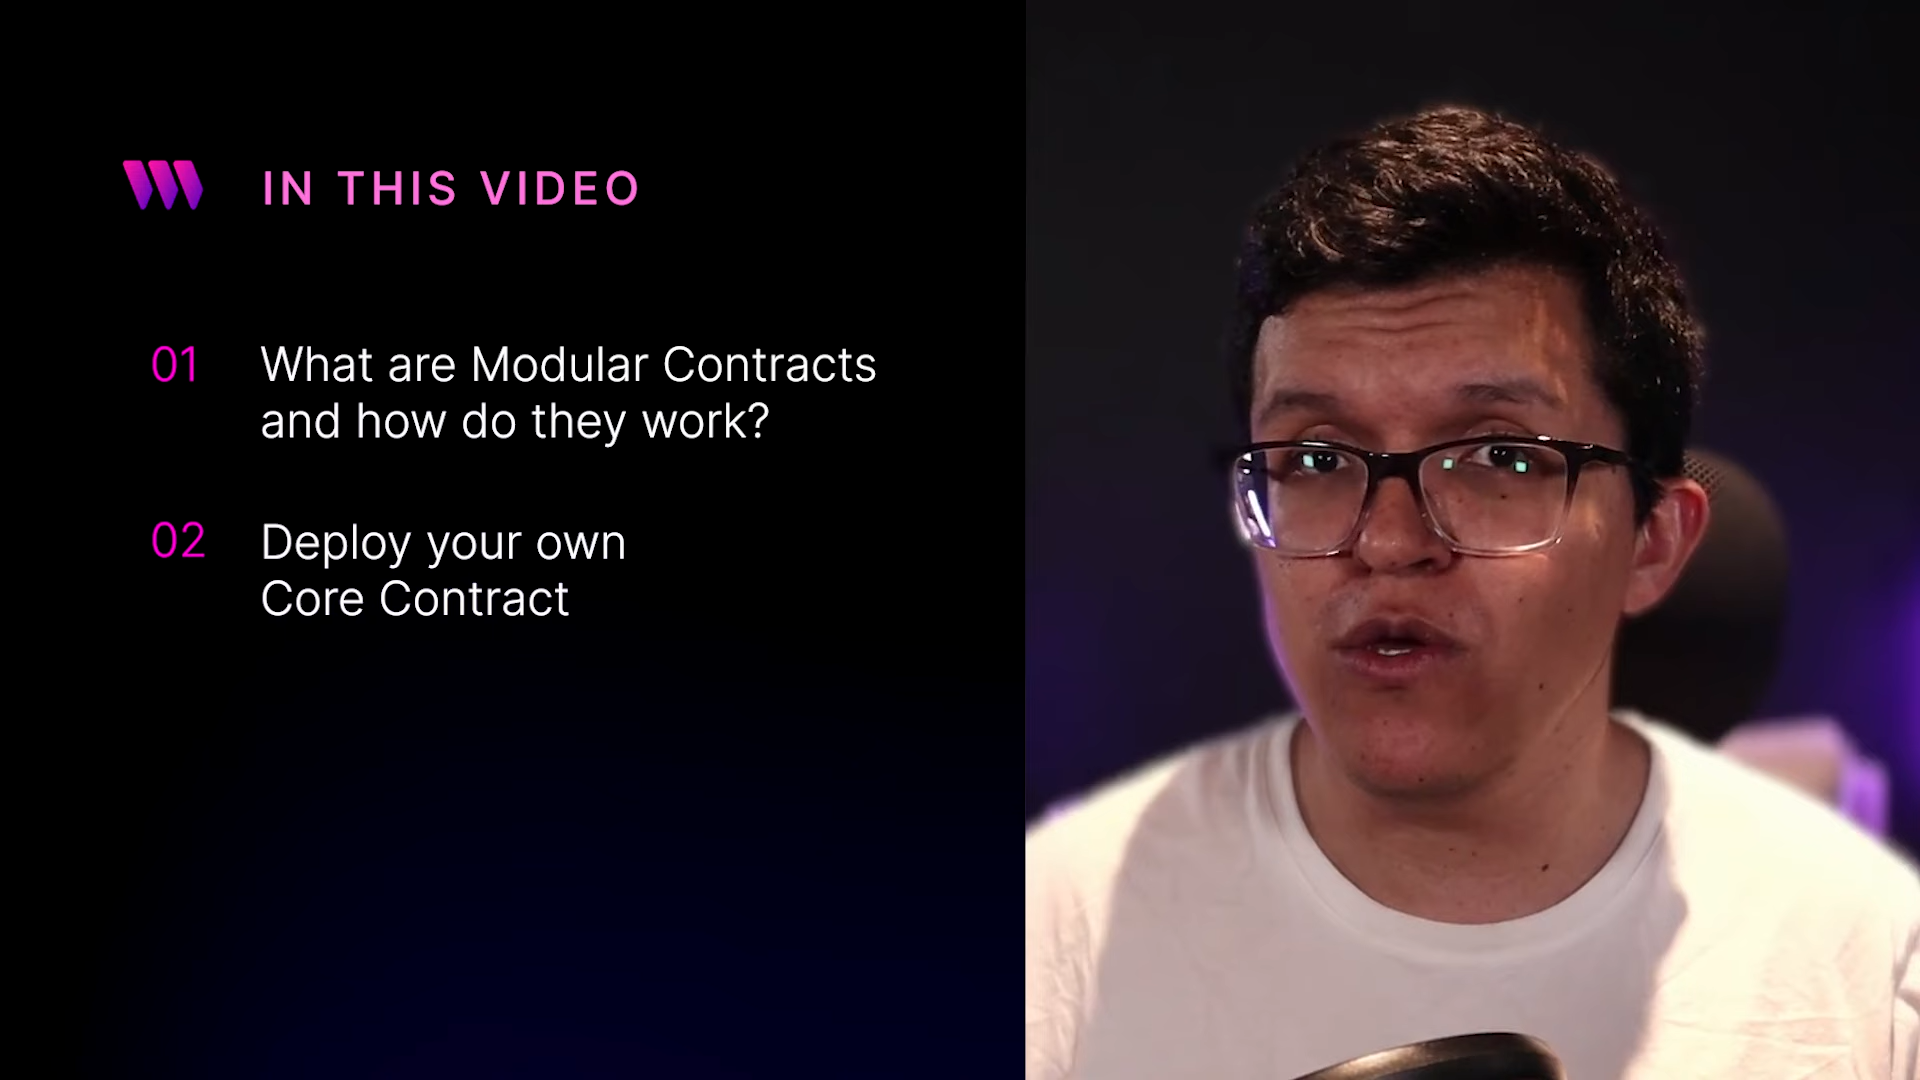 IN THIS VIDEO
01 What are Modular Contracts
and how do they work?
02 Deploy your own
Core Contract